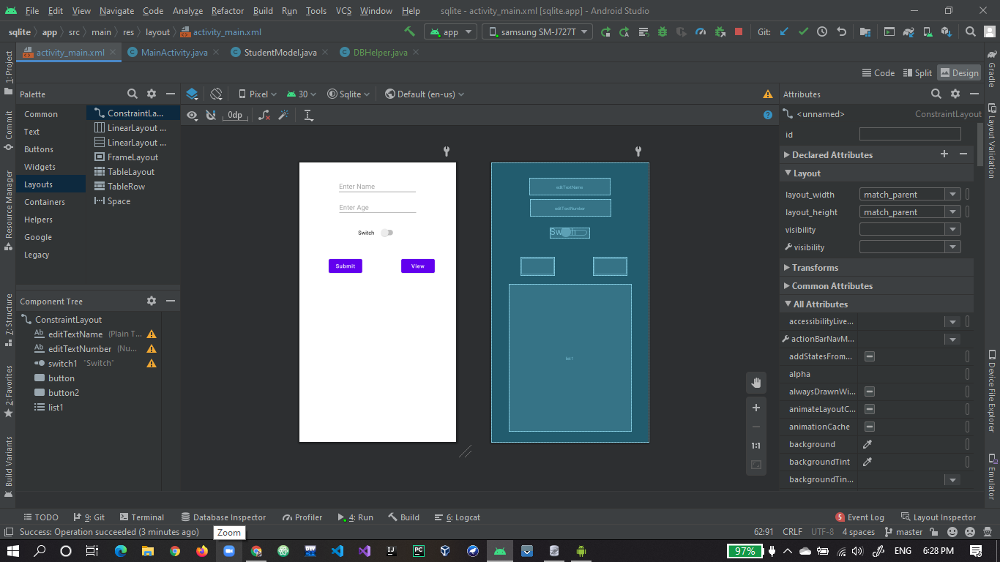 File Edit View Navigate Code Analyze Refactor Build Run Tools VCS Window Help sqlite - activity_main.xml [sqlite.app] - Android Studio
sqlite app src main res layout activity_main.xml app samsung SM-J727T Git:
activity_main.xml MainActivity.java StudentModel.java DBHelper.java
Code Split Design
Palette Pixel 30 Sqlite Default (en-us) Attributes
Common
Text
Buttons
Widgets
Layouts
Containers
Helpers
Google
Legacy
ConstraintLa...
LinearLayout ...
LinearLayout ...
FrameLayout
TableLayout
TableRow
Space
0dp
Component Tree
ConstraintLayout
editTextName (Plain T...
editTextNumber (Nu...
switch1 "Switch"
button
button2
list1
Enter Name
Enter Age
Switch
Submit View
editTextName
editTextNumber
Switch
list1
1:1
<unnamed> ConstraintLayout
id
Declared Attributes
Layout
layout_width match_parent
layout_height match_parent
visibility
visibility
Transforms
Common Attributes
All Attributes
accessibilityLive...
actionBarNavM...
addStatesFrom...
alpha
alwaysDrawnWi...
animateLayoutC...
animationCache
background
backgroundTint
backgroundTin...
1: Project
Commit
Resource Manager
7: Structure
2: Favorites
Build Variants
Gradle
Layout Validation
Device File Explorer
Emulator
TODO 9: Git Terminal Database Inspector Profiler 4: Run Build 6: Logcat 5 Event Log Layout Inspector
Success: Operation succeeded (3 minutes ago) 62:91 CRLF UTF-8 4 spaces master
Zoom
97% ENG 6:28 PM